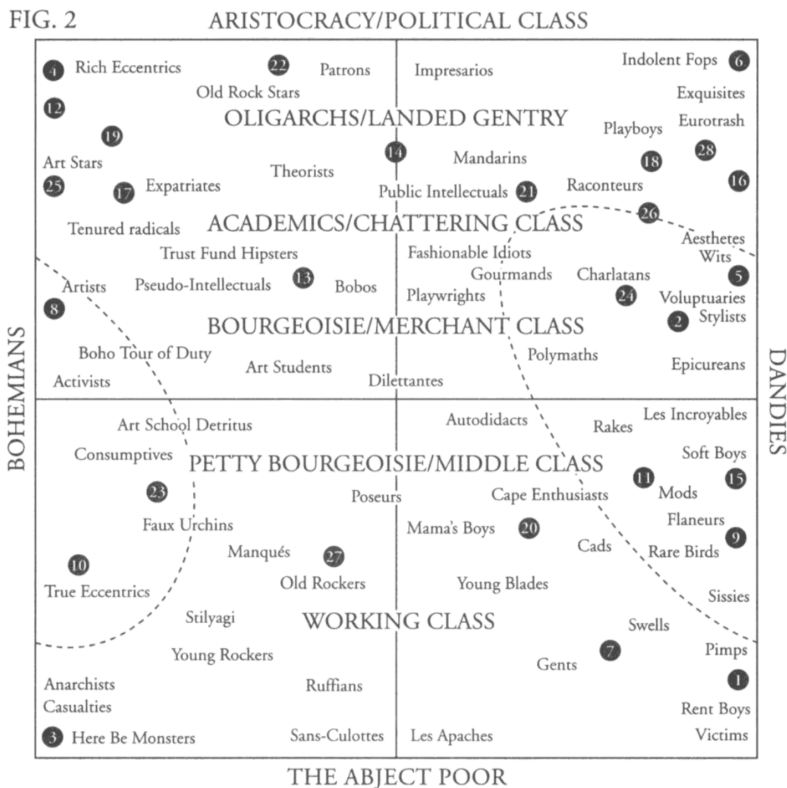 FIG. 2
ARISTOCRACY/POLITICAL CLASS
4 Rich Eccentrics
22
Patrons
Impresarios
Indolent Fops 6
Old Rock Stars
Exquisites
12
OLIGARCHS/LANDED GENTRY
Eurotrash
19
Playboys
14
28
Art Stars
Theorists
Mandarins
18
25
17 Expatriates
Public Intellectuals 21
Raconteurs
16
26
Tenured radicals
ACADEMICS/CHATTERING CLASS
Aesthetes
Trust Fund Hipsters
Fashionable Idiots
Wits
Artists
Pseudo-Intellectuals
13
Bobos
Gourmands
Charlatans
5
Playwrights
24
Voluptuaries
8
2
Stylists
BOURGEOISIE/MERCHANT CLASS
Boho Tour of Duty
Art Students
Polymaths
Epicureans
Activists
Dilettantes
BOHEMIANS
DANDIES
Art School Detritus
Autodidacts
Rakes
Les Incroyables
Consumptives
Soft Boys
PETTY BOURGEOISIE/MIDDLE CLASS
23
Poseurs
Cape Enthusiasts
11
Mods
15
Faux Urchins
Mama's Boys
20
Flaneurs
9
Manqués
27
Cads
Rare Birds
10
True Eccentrics
Old Rockers
Young Blades
Sissies
Stilyagi
WORKING CLASS
Swells
Young Rockers
Gents
7
Pimps
Anarchists
Ruffians
1
Casualties
Rent Boys
3 Here Be Monsters
Sans-Culottes
Les Apaches
Victims
THE ABJECT POOR